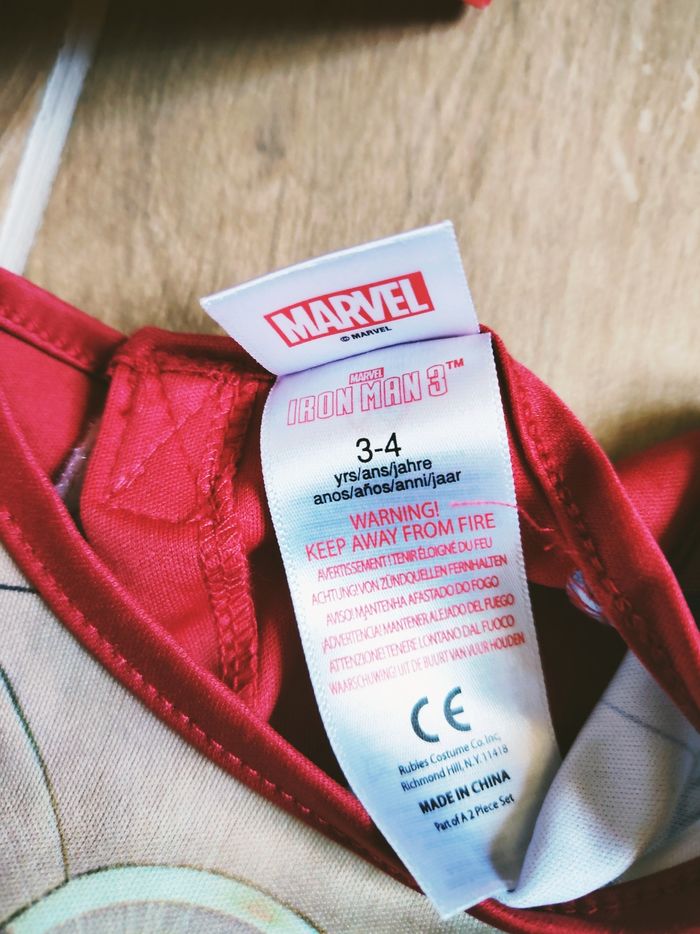 MARVEL
© MARVEL
MARVEL
IRON MAN 3™
3-4
yrs/ans/jahre
anos/años/anni/jaar
WARNING!
KEEP AWAY FROM FIRE
AVERTISSEMENT! TENIR ÉLOIGNÉ DU FEU
ACHTUNG! VON ZÜNDQUELLEN FERNHALTEN
AVISO! MANTENHA AFASTADO DO FOGO
¡ADVERTENCIA! MANTENER ALEJADO DEL FUEGO
ATTENZIONE! TENERE LONTANO DAL FUOCO
WAARSCHUWING! UIT DE BUURT VAN VUUR HOUDEN
CE
Rubies Costume Co. Inc,
Richmond Hill, N.Y. 11418
MADE IN CHINA
Part of A 2 Piece Set